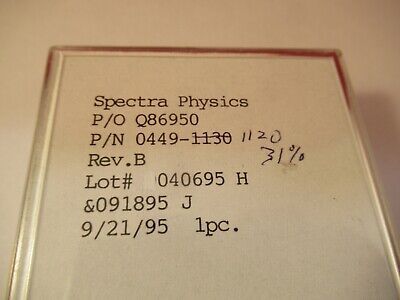 Spectra Physics
P/O Q86950
P/N 0449-1130 1120
31%
Rev.B
Lot# 040695 H
&091895 J
9/21/95 1pc.